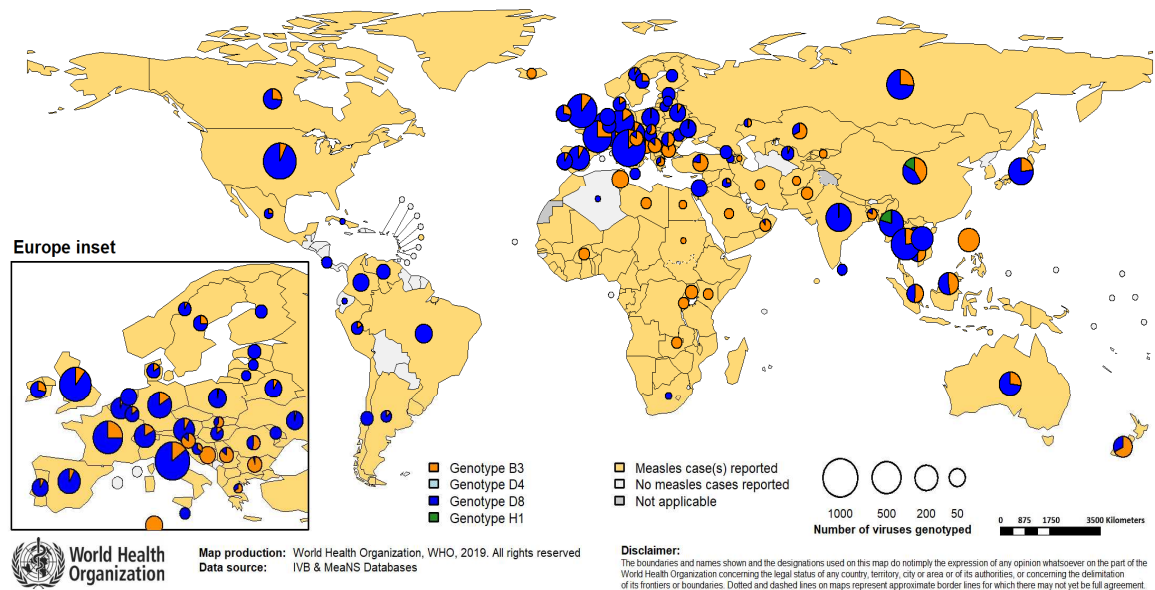 Europe inset
Genotype B3
Genotype D4
Genotype D8
Genotype H1
Measles case(s) reported
No measles cases reported
Not applicable
1000 500 200 50
Number of viruses genotyped
0 875 1750 3500 Kilometers
World Health
Organization
Map production: World Health Organization, WHO, 2019. All rights reserved
Data source: IVB & MeaNS Databases
Disclaimer:
The boundaries and names shown and the designations used on this map do notimply the expression of any opinion whatsoever on the part of the
World Health Organization concerning the legal status of any country, territory, city or area or of its authorities, or concerning the delimitation
of its frontiers or boundaries. Dotted and dashed lines on maps represent approximate border lines for which there may not yet be full agreement.